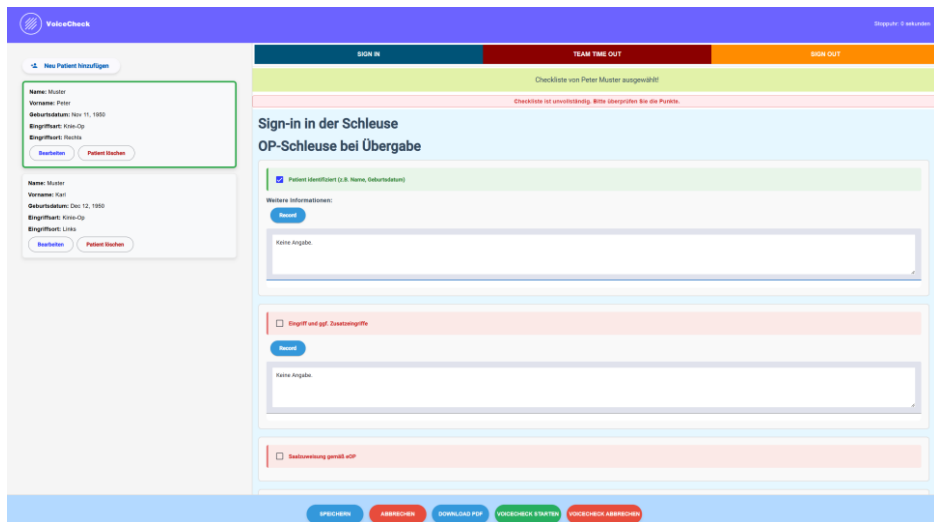 VoiceCheck
Stoppuhr: 0 sekunden
Neu Patient hinzufügen
Name: Muster
Vorname: Peter
Geburtsdatum: Nov 11, 1950
Eingriffsart: Knie-Op
Eingriffsort: Rechts
Bearbeiten Patient löschen
Name: Muster
Vorname: Karl
Geburtsdatum: Dec 12, 1950
Eingriffsart: Knie-Op
Eingriffsort: Links
Bearbeiten Patient löschen
SIGN IN TEAM TIME OUT SIGN OUT
Checkliste von Peter Muster ausgewählt!
Checkliste ist unvollständig. Bitte überprüfen Sie die Punkte.
Sign-in in der Schleuse
OP-Schleuse bei Übergabe
Patient identifiziert (z.B. Name, Geburtsdatum)
Weitere Informationen:
Record
Keine Angabe.
Eingriff und ggf. Zusatzeingriffe
Record
Keine Angabe.
Saalzuweisung gemäß eOP
SPEICHERN ABBRECHEN DOWNLOAD PDF VOICECHECK STARTEN VOICECHECK ABBRECHEN